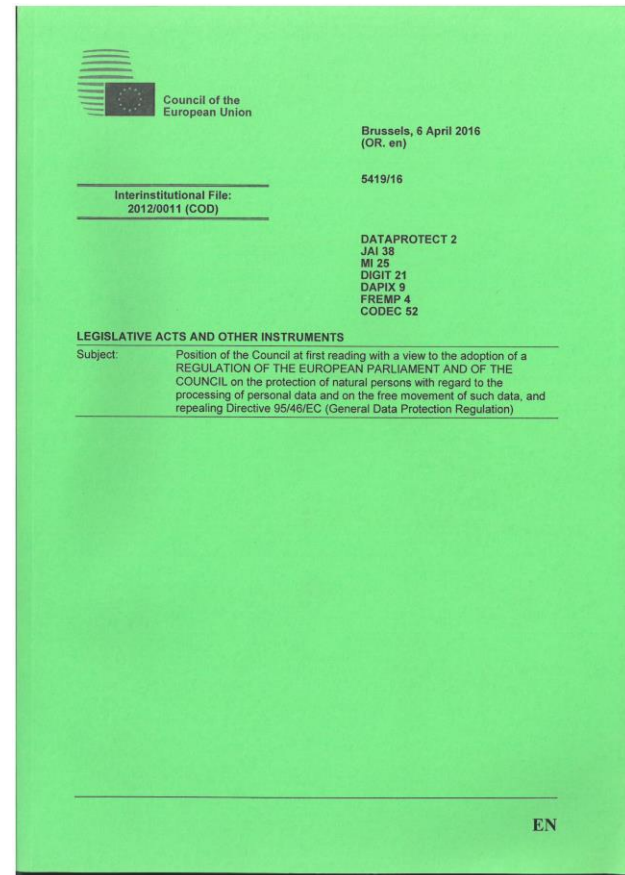 Council of the
European Union
Brussels, 6 April 2016
(OR. en)
5419/16
Interinstitutional File:
2012/0011 (COD)
DATAPROTECT 2
JAI 38
MI 25
DIGIT 21
DAPIX 9
FREMP 4
CODEC 52
LEGISLATIVE ACTS AND OTHER INSTRUMENTS
Subject: Position of the Council at first reading with a view to the adoption of a
REGULATION OF THE EUROPEAN PARLIAMENT AND OF THE
COUNCIL on the protection of natural persons with regard to the
processing of personal data and on the free movement of such data, and
repealing Directive 95/46/EC (General Data Protection Regulation)
EN